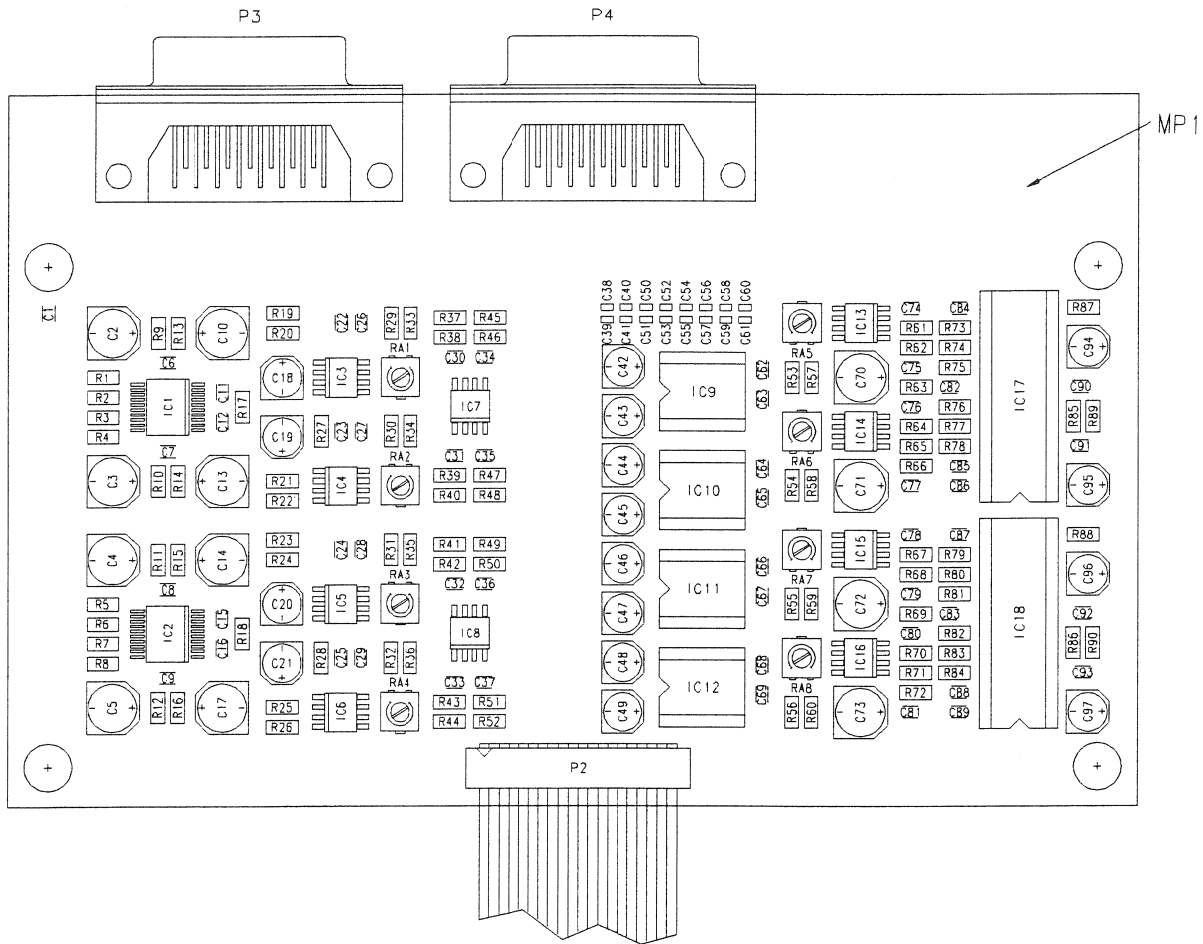 P3 P4
MP1
C38 C40 C50 C52 C54 C56 C58 C60
C39 C41 C51 C53 C55 C57 C59 C61
C1
C2 R9 R13 C10 R19 C22 C26 R29 R33 R37 R45
R20 R38 R46
C6 RA1 C30 C34
R1 IC1 C11 C18 IC3 IC7
R2 C12 R17
R3 C19 R27 C23 C27 R30 R34
R4
C7 RA2 C31 C35
C3 R10 R14 C13 R21 IC4 R39 R47
R22 R40 R48
C4 R11 R15 C14 R23 C24 C28 R31 R35 R41 R49
R24 R42 R50
C8 RA3 C32 C36
R5 IC2 C15 C20 IC5 IC8
R6 C16 R18
R7 C21 R28 C25 C29 R32 R36
R8
C9 RA4 C33 C37
C5 R12 R16 C17 R25 IC6 R43 R51
R26 R44 R52
C42 IC9 C62
C43 C63
C44 IC10 C64
C45 C65
C46 IC11 C66
C47 C67
C48 IC12 C68
C49 C69
RA5 IC13 C74 C84 IC17 R87
R61 R73
R62 R74 C94
R53 R57 C70 C75 R75
R63 C82 C90
C76 R76 R85 R89
IC14 R64 R77
R65 R78 C91
RA6 R66 C85
R54 R58 C71 C77 C86 C95
RA7 IC15 C78 C87 IC18 R88
R67 R79
R68 R80 C96
R55 R59 C72 C79 R81
R69 C83 C92
C80 R82 R86 R90
IC16 R70 R83
R71 R84 C93
RA8 R72 C88
R56 R60 C73 C81 C89 C97
P2